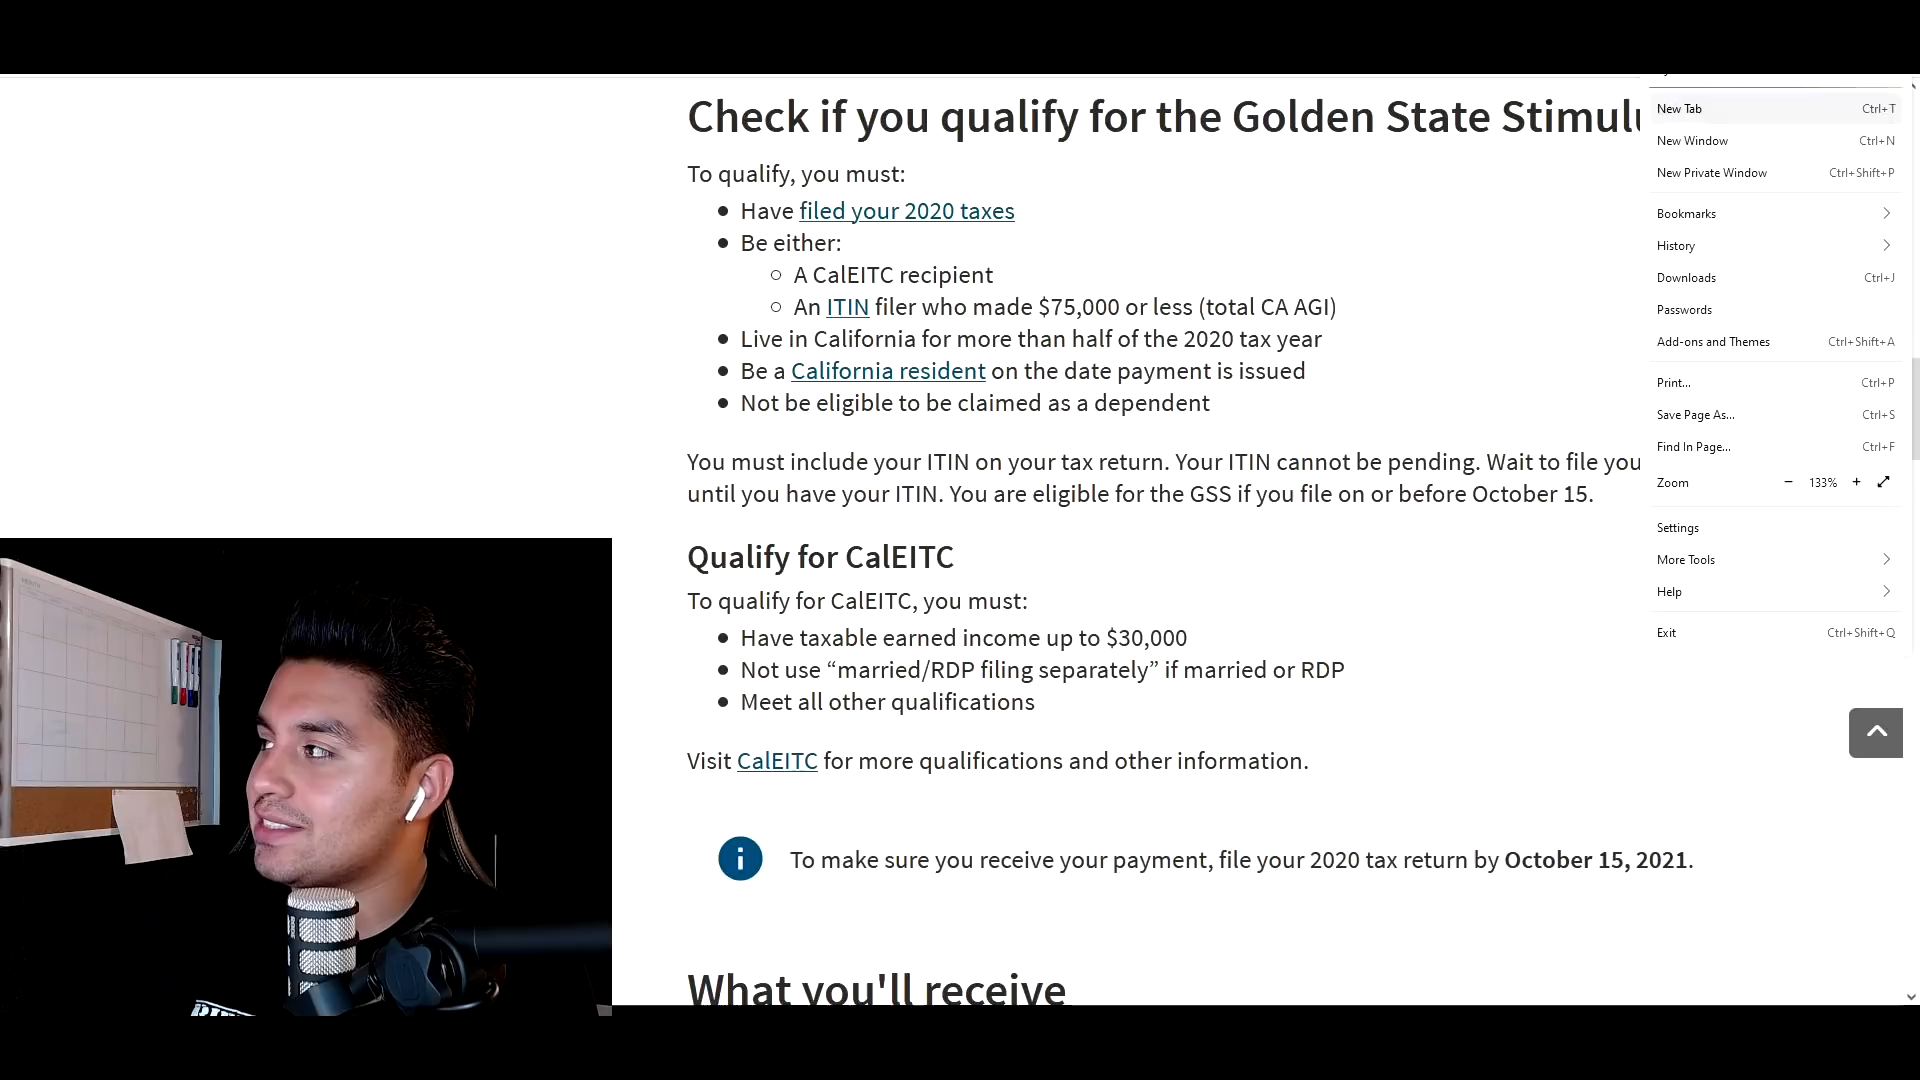 Check if you qualify for the Golden State
To qualify, you must:
Have filed your 2020 taxes
Be either:
A CalEITC recipient
An ITIN filer who made $75,000 or less (total CA AGI)
Live in California for more than half of the 2020 tax year
Be a California resident on the date payment is issued
Not be eligible to be claimed as a dependent
You must include your ITIN on your tax return. Your ITIN cannot be pending. Wait to file you
until you have your ITIN. You are eligible for the GSS if you file on or before October 15.
Qualify for CalEITC
To qualify for CalEITC, you must:
Have taxable earned income up to $30,000
Not use “married/RDP filing separately” if married or RDP
Meet all other qualifications
Visit CalEITC for more qualifications and other information.
i To make sure you receive your payment, file your 2020 tax return by October 15, 2021.
What you'll receive
New Tab Ctrl+T
New Window Ctrl+N
New Private Window Ctrl+Shift+P
Bookmarks
History
Downloads Ctrl+J
Passwords
Add-ons and Themes Ctrl+Shift+A
Print... Ctrl+P
Save Page As... Ctrl+S
Find In Page... Ctrl+F
Zoom − 133% +
Settings
More Tools
Help
Exit Ctrl+Shift+Q